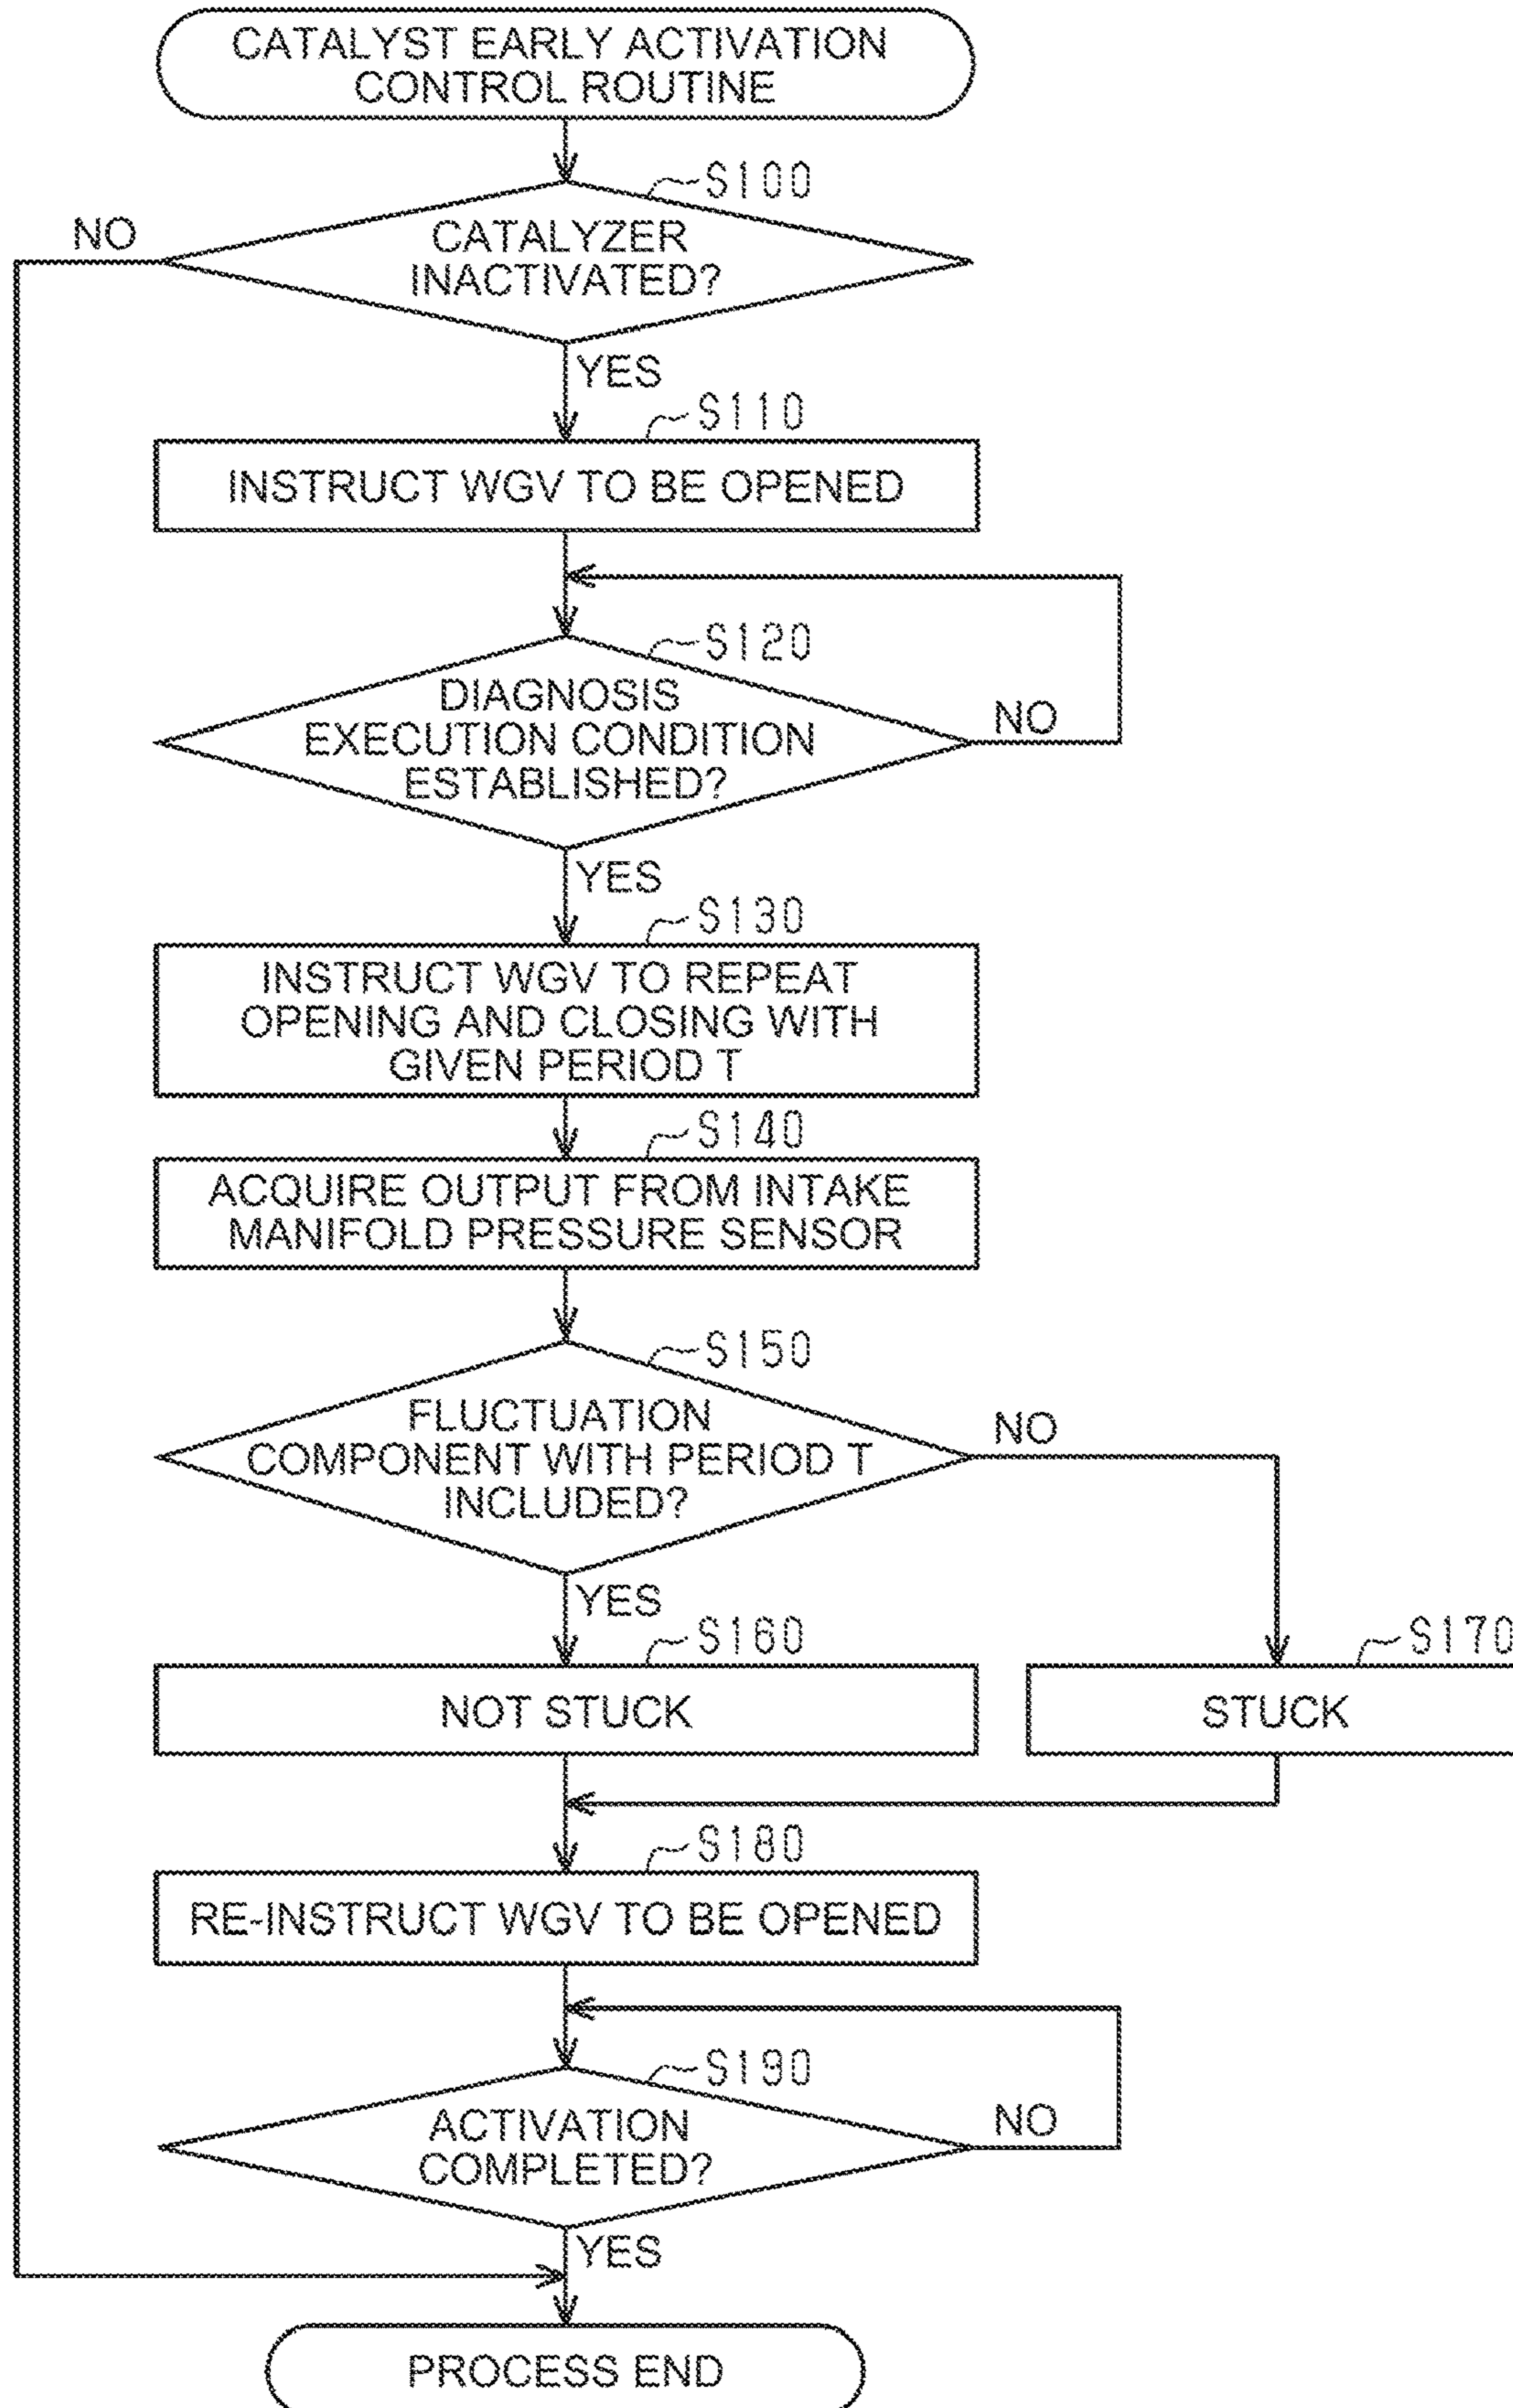 CATALYST EARLY ACTIVATION
CONTROL ROUTINE
S100
NO
CATALYZER
INACTIVATED?
YES
S110
INSTRUCT WGV TO BE OPENED
S120
DIAGNOSIS
EXECUTION CONDITION
ESTABLISHED?
NO
YES
S130
INSTRUCT WGV TO REPEAT
OPENING AND CLOSING WITH
GIVEN PERIOD T
S140
ACQUIRE OUTPUT FROM INTAKE
MANIFOLD PRESSURE SENSOR
S150
FLUCTUATION
COMPONENT WITH PERIOD T
INCLUDED?
NO
YES
S160
NOT STUCK
S170
STUCK
S180
RE-INSTRUCT WGV TO BE OPENED
S190
ACTIVATION
COMPLETED?
NO
YES
PROCESS END